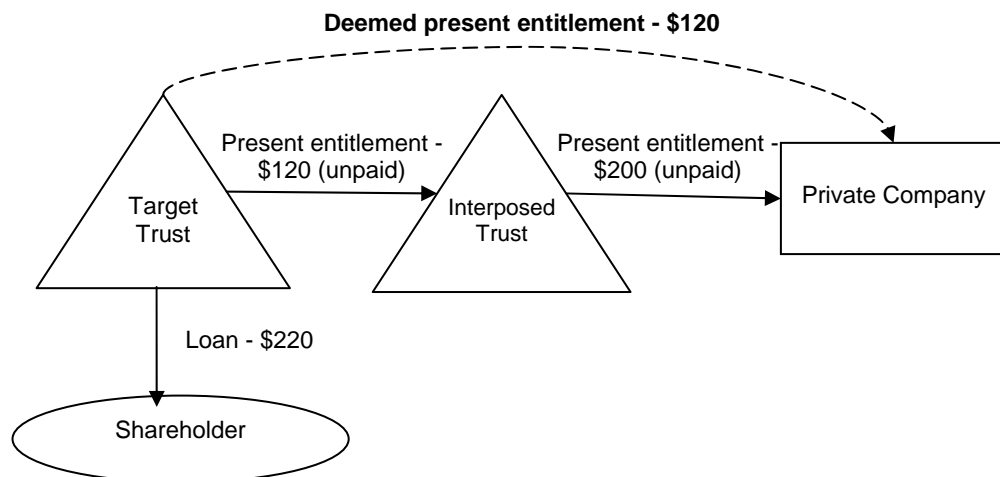 Deemed present entitlement - $120
Present entitlement -
$120 (unpaid)
Present entitlement -
$200 (unpaid)
Target
Trust
Interposed
Trust
Private Company
Loan - $220
Shareholder